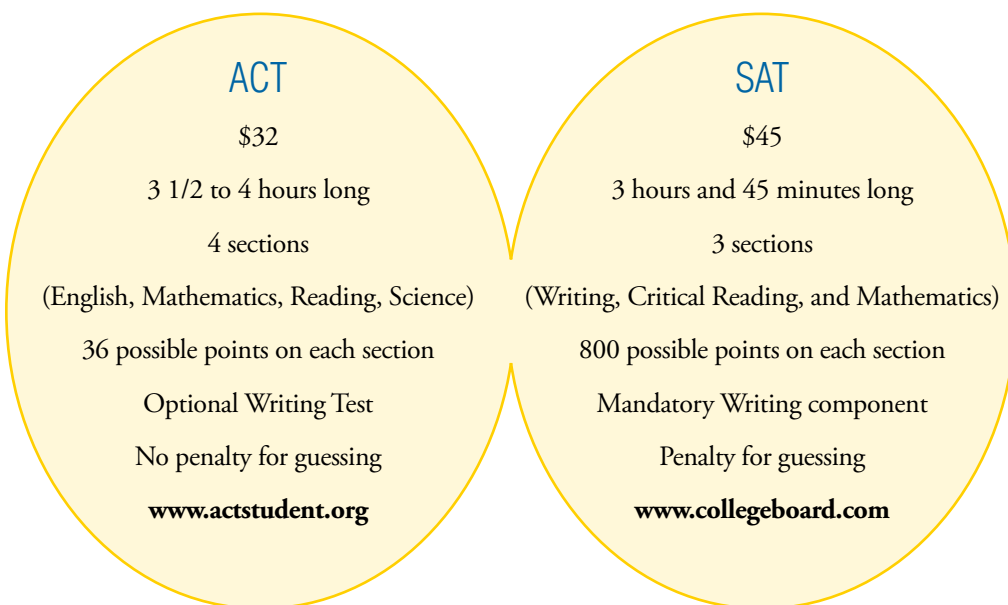 ACT
$32
3 1/2 to 4 hours long
4 sections
(English, Mathematics, Reading, Science)
36 possible points on each section
Optional Writing Test
No penalty for guessing
www.actstudent.org
SAT
$45
3 hours and 45 minutes long
3 sections
(Writing, Critical Reading, and Mathematics)
800 possible points on each section
Mandatory Writing component
Penalty for guessing
www.collegeboard.com